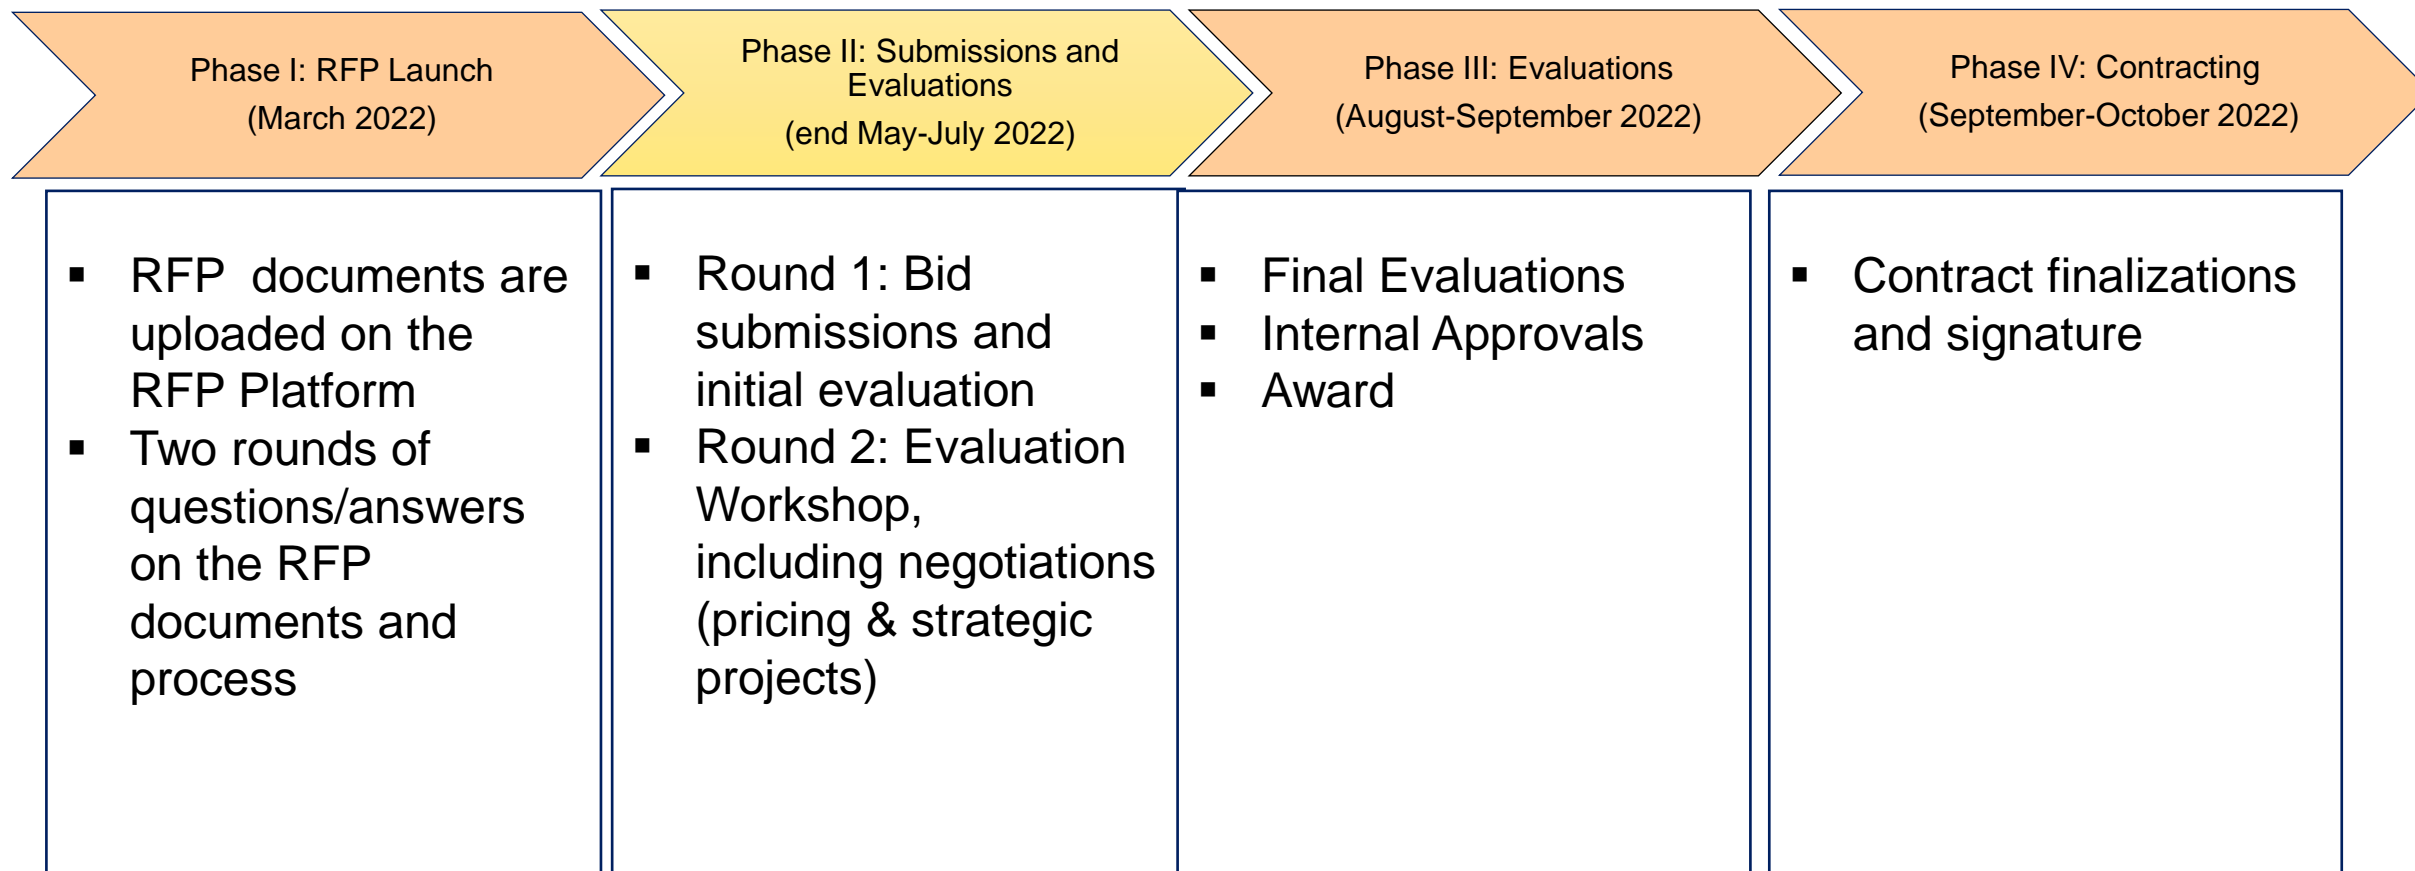 Phase I: RFP Launch
(March 2022)
Phase II: Submissions and
Evaluations
(end May-July 2022)
Phase III: Evaluations
(August-September 2022)
Phase IV: Contracting
(September-October 2022)
▪ RFP documents are
uploaded on the
RFP Platform
▪ Two rounds of
questions/answers
on the RFP
documents and
process
▪ Round 1: Bid
submissions and
initial evaluation
▪ Round 2: Evaluation
Workshop,
including negotiations
(pricing & strategic
projects)
▪ Final Evaluations
▪ Internal Approvals
▪ Award
▪ Contract finalizations
and signature